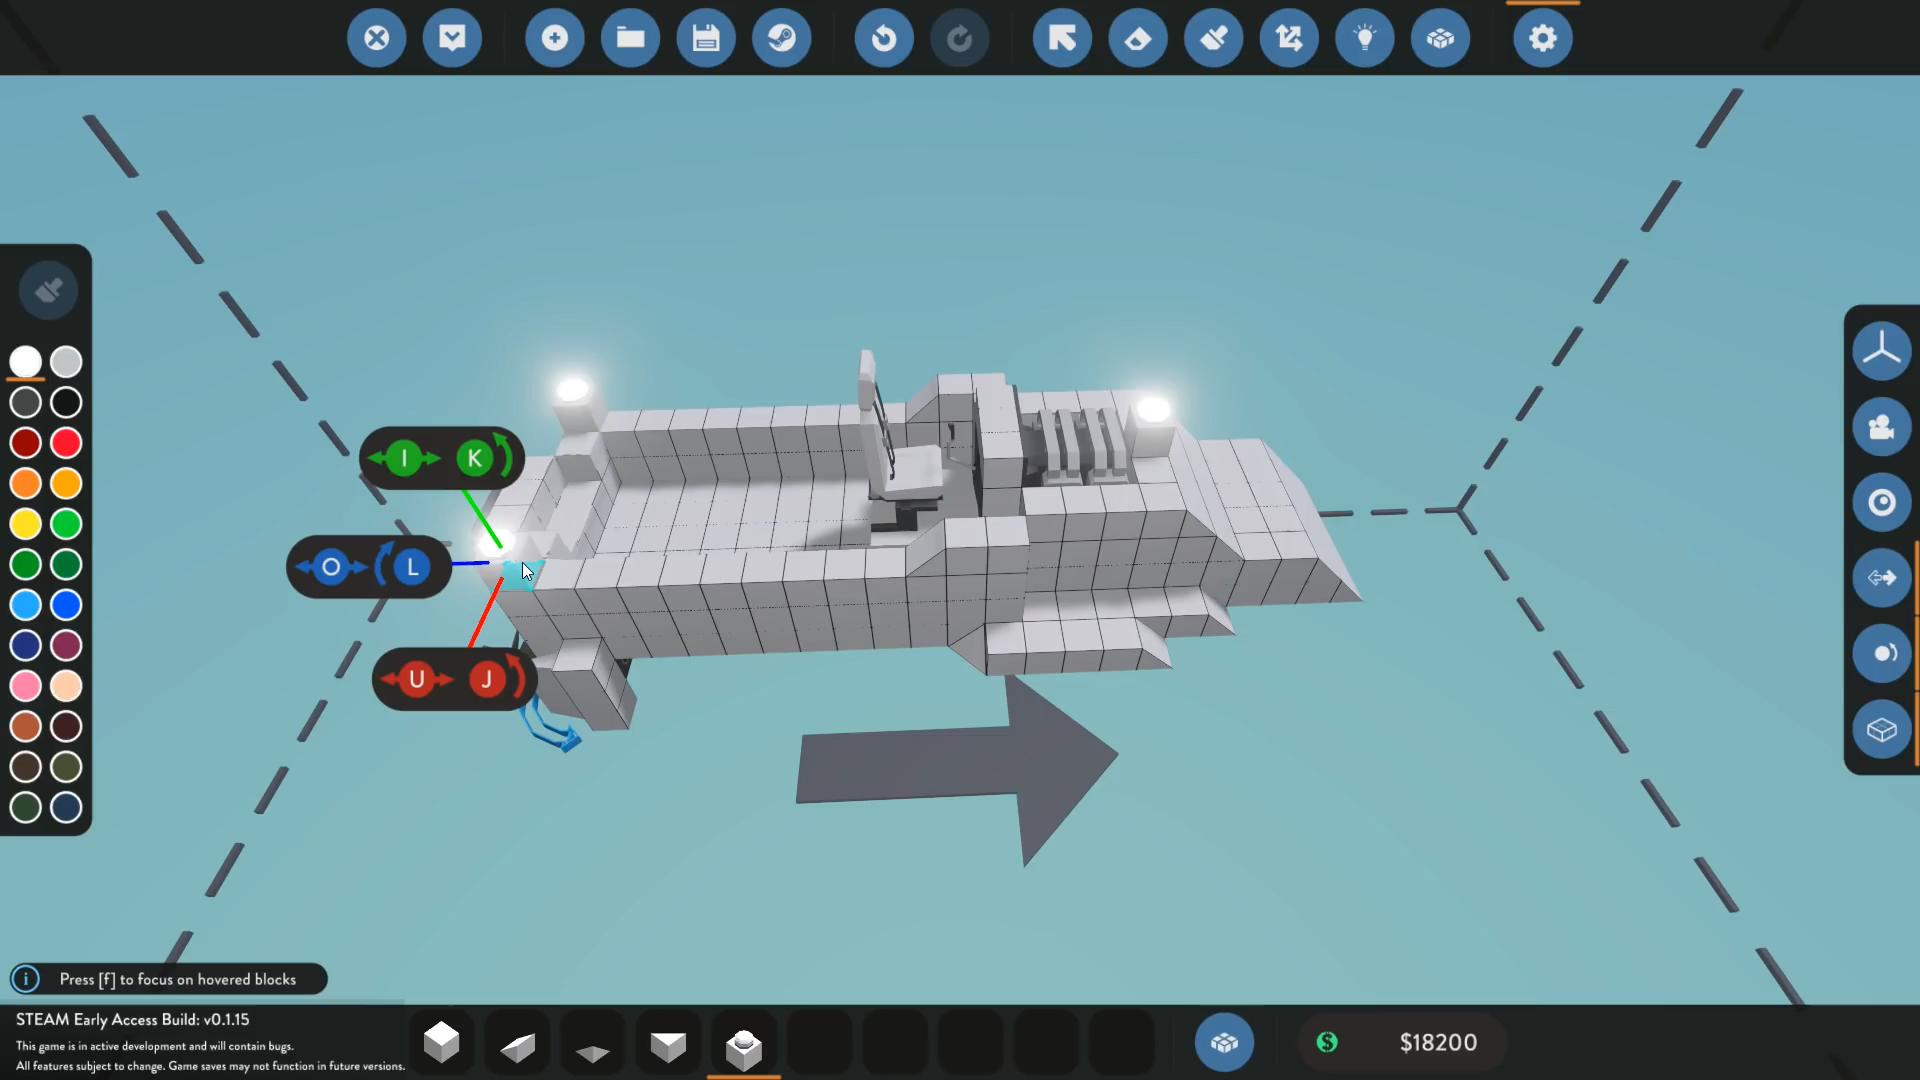 I K
O L
U J
Press [f] to focus on hovered blocks
STEAM Early Access Build: v0.1.15
This game is in active development and will contain bugs.
All features subject to change. Game saves may not function in future versions.
$18200